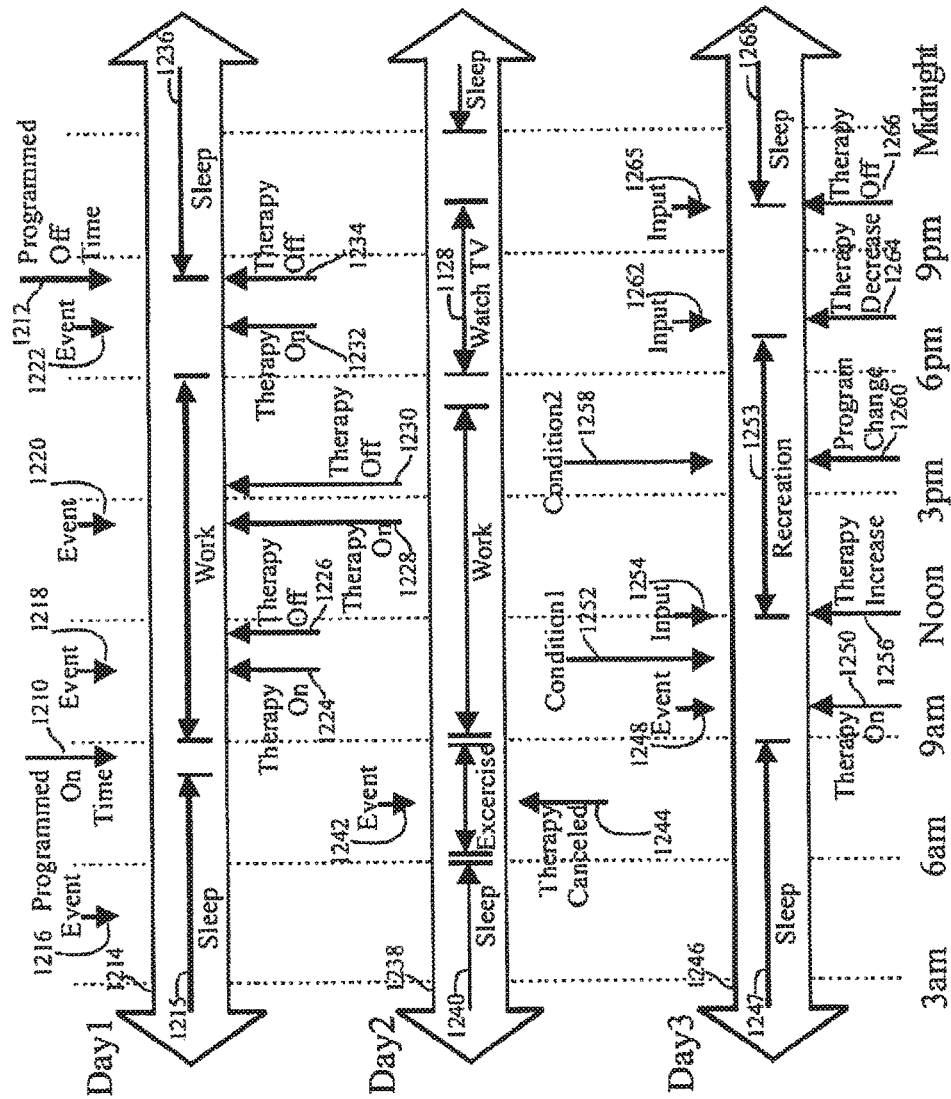 Day1
1214
1215
1216
Event
Programmed
On
Time
1210
Event
1218
Event
1220
1222
Event
1212
Programmed
Off
Time
Sleep
Work
Sleep
1236
Therapy
On
1224
Therapy
Off
1226
Therapy
On
1228
Therapy
Off
1230
Therapy
On
1232
Therapy
Off
1234
Day2
1238
1240
Sleep
1242
Event
Excercise
Therapy
Canceled
1244
Work
1128
Watch TV
Sleep
Day3
1246
1247
Sleep
1248
Event
Condition1
1252
Input
1254
Condition2
1258
1253
Recreation
Input
1262
Input
1265
Sleep
1268
Therapy
On
1250
Therapy
Increase
1256
Program
Change
1260
Therapy
Decrease
1264
Therapy
Off
1266
3am
6am
9am
Noon
3pm
6pm
9pm
Midnight